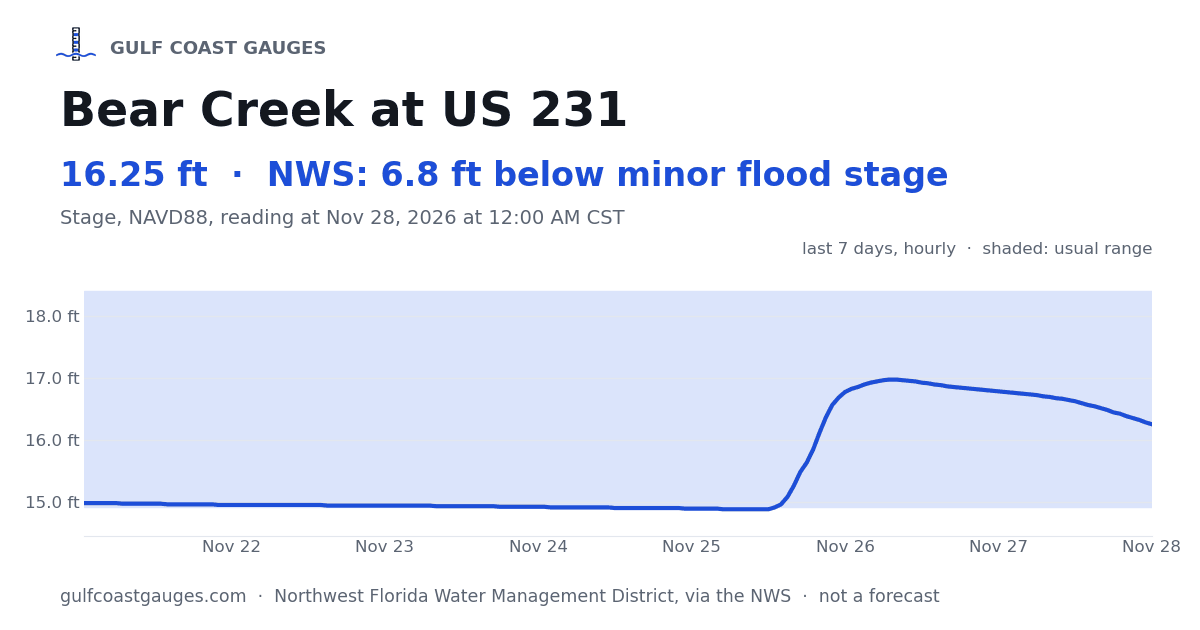 GULF COAST GAUGES
Bear Creek at US 231
16.25 ft · NWS: 6.8 ft below minor flood stage
Stage, NAVD88, reading at Nov 28, 2026 at 12:00 AM CST
last 7 days, hourly · shaded: usual range
18.0 ft
17.0 ft
16.0 ft
15.0 ft
Nov 22 Nov 23 Nov 24 Nov 25 Nov 26 Nov 27 Nov 28
gulfcoastgauges.com · Northwest Florida Water Management District, via the NWS · not a forecast